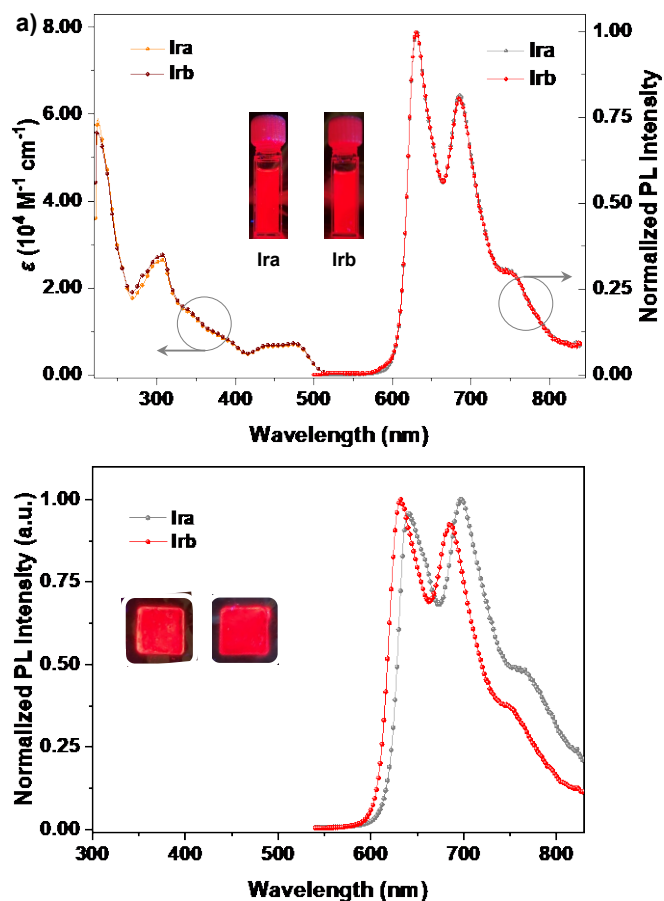 a)
8.00
6.00
4.00
2.00
0.00
ε (10⁴ M⁻¹ cm⁻¹)
Ira
Irb
Ira
Irb
Ira
Irb
1.00
0.75
0.50
0.25
0.00
Normalized PL Intensity
300 400 500 600 700 800
Wavelength (nm)
1.00
0.75
0.50
0.25
0.00
Normalized PL Intensity (a.u.)
Ira
Irb
300 400 500 600 700 800
Wavelength (nm)